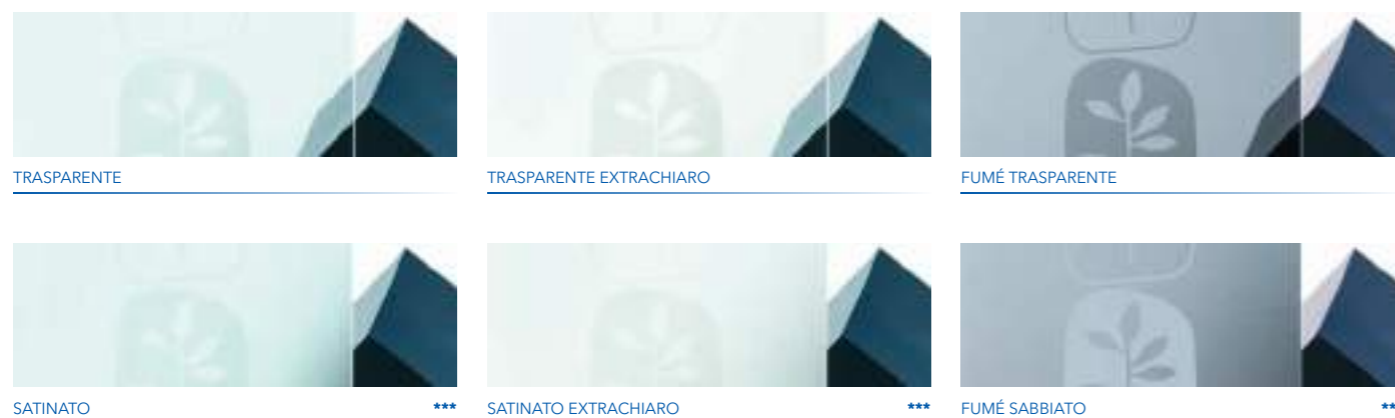 TRASPARENTE
TRASPARENTE EXTRACHIARO
FUMÉ TRASPARENTE
SATINATO ***
SATINATO EXTRACHIARO ***
FUMÉ SABBIATO **